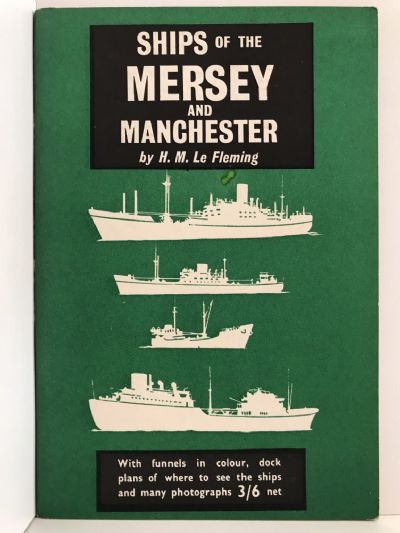 SHIPS OF THE
MERSEY
AND
MANCHESTER
by H. M. Le Fleming
With funnels in colour, dock
plans of where to see the ships
and many photographs 3/6 net